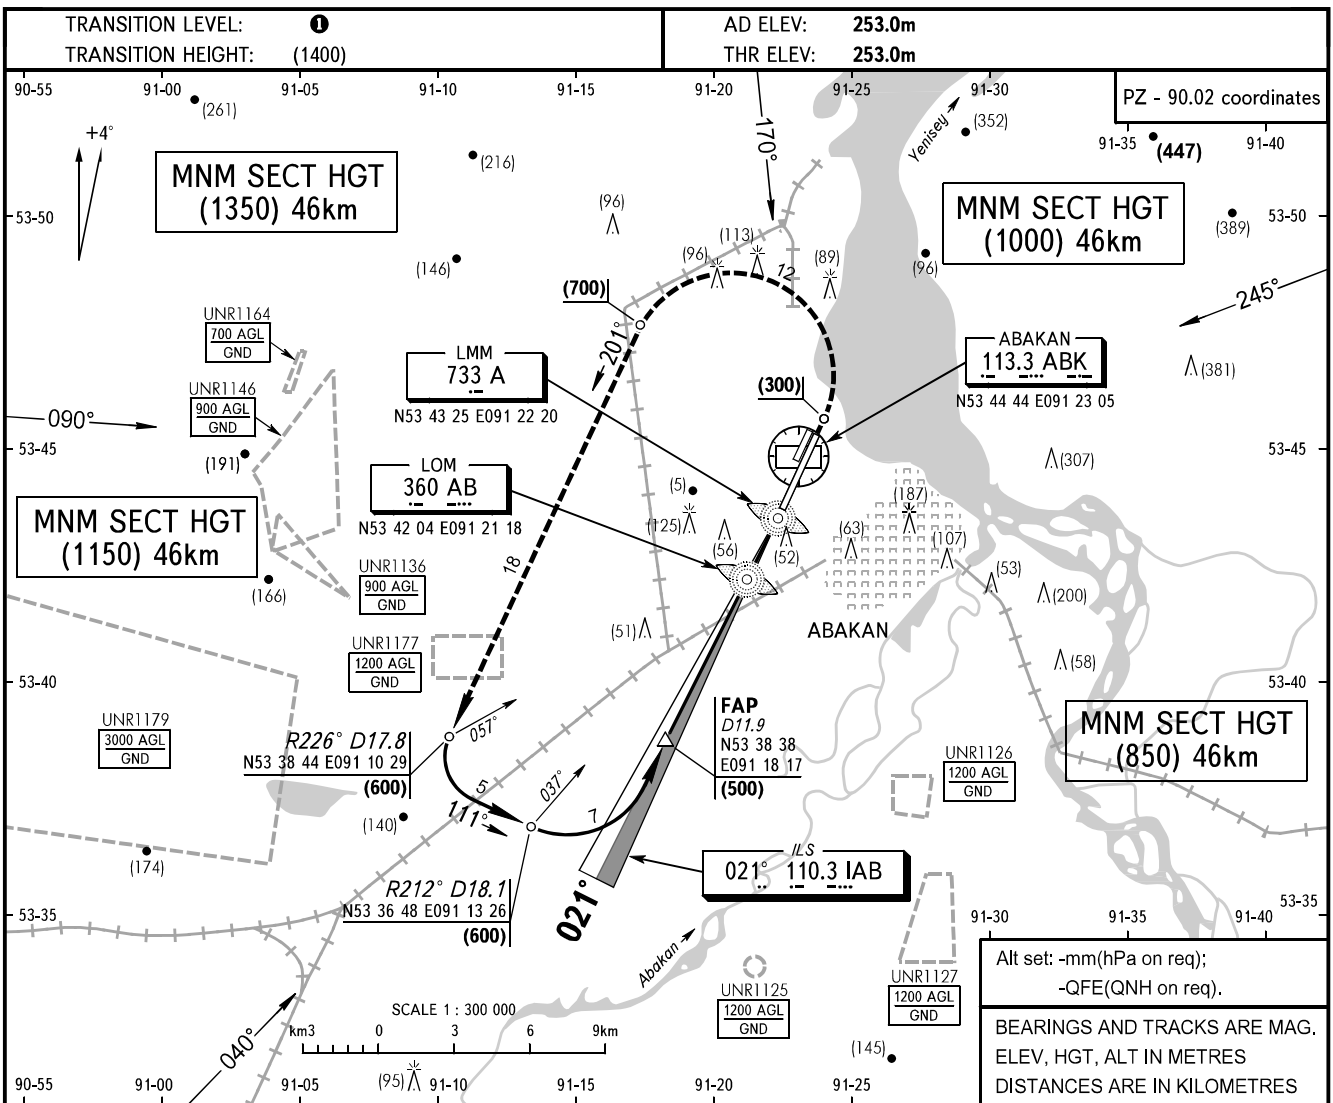 TRANSITION LEVEL: ❶
TRANSITION HEIGHT: (1400)
AD ELEV: 253.0m
THR ELEV: 253.0m
90-55 91-00 91-05 91-10 91-15 91-20 91-25 91-30
PZ - 90.02 coordinates
91-35 91-40
(261)
+4°
(216)
170°
Yenisey
(352)
(447)
MNM SECT HGT
(1350) 46km
MNM SECT HGT
(1000) 46km
53-50
53-50
(96)
(113)
(96)
(89)
(96)
(389)
(146)
12
(700)
245°
UNR1164
700 AGL
GND
201°
LMM
733 A
N53 43 25 E091 22 20
ABAKAN
113.3 ABK
N53 44 44 E091 23 05
(381)
UNR1146
900 AGL
GND
(300)
090°
53-45
53-45
(191)
(307)
LOM
360 AB
N53 42 04 E091 21 18
(5)
(187)
(125)
(56)
(52)
(63)
(107)
MNM SECT HGT
(1150) 46km
18
UNR1136
900 AGL
GND
(166)
(53)
(200)
(51)
ABAKAN
(58)
UNR1177
1200 AGL
GND
53-40
53-40
UNR1179
3000 AGL
GND
FAP
D11.9
N53 38 38
E091 18 17
(500)
MNM SECT HGT
(850) 46km
057°
R226° D17.8
N53 38 44 E091 10 29
(600)
UNR1126
1200 AGL
GND
5
111°
037°
7
(140)
(174)
ILS
021° 110.3 IAB
021°
R212° D18.1
N53 36 48 E091 13 26
(600)
53-35
53-35
91-30 91-35 91-40
Abakan
UNR1125
1200 AGL
GND
UNR1127
1200 AGL
GND
Alt set: -mm(hPa on req);
-QFE(QNH on req).
SCALE 1 : 300 000
km3 0 3 6 9km
040°
(95)
(145)
BEARINGS AND TRACKS ARE MAG.
ELEV, HGT, ALT IN METRES
DISTANCES ARE IN KILOMETRES
90-55 91-00 91-05 91-10 91-15 91-20 91-25